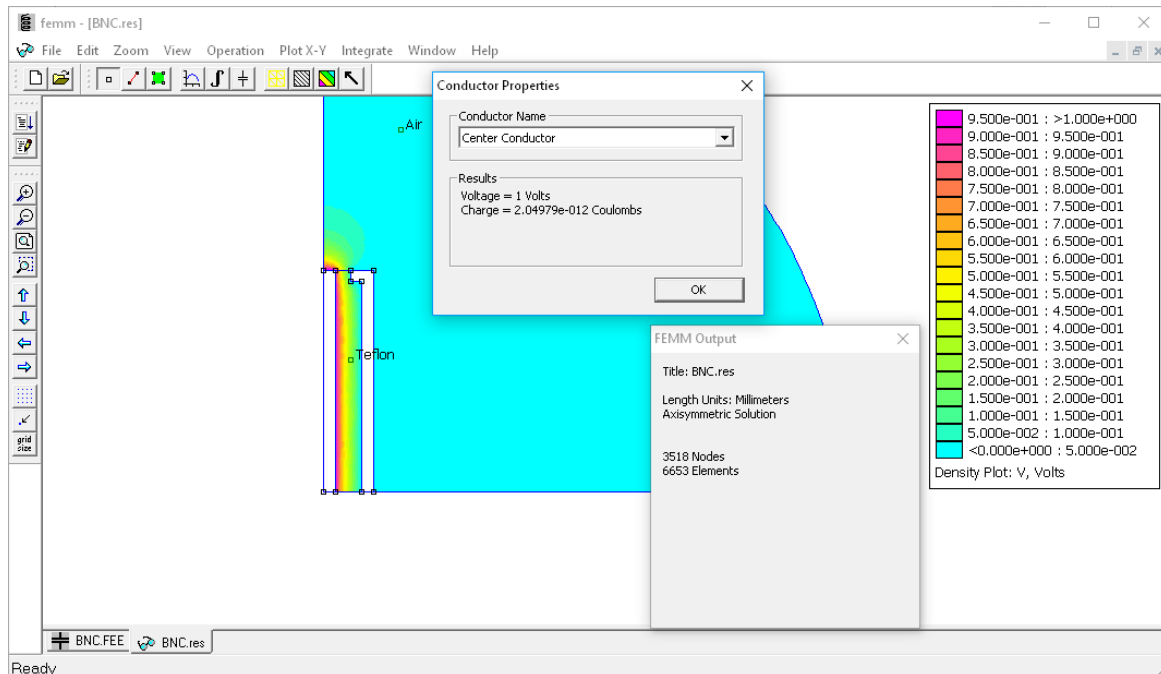 femm - [BNC.res]
File Edit Zoom View Operation Plot X-Y Integrate Window Help
grid
size
Air
Teflon
Conductor Properties
Conductor Name
Center Conductor
Results
Voltage = 1 Volts
Charge = 2.04979e-012 Coulombs
OK
FEMM Output
Title: BNC.res
Length Units: Millimeters
Axisymmetric Solution
3518 Nodes
6653 Elements
9.500e-001 : >1.000e+000
9.000e-001 : 9.500e-001
8.500e-001 : 9.000e-001
8.000e-001 : 8.500e-001
7.500e-001 : 8.000e-001
7.000e-001 : 7.500e-001
6.500e-001 : 7.000e-001
6.000e-001 : 6.500e-001
5.500e-001 : 6.000e-001
5.000e-001 : 5.500e-001
4.500e-001 : 5.000e-001
4.000e-001 : 4.500e-001
3.500e-001 : 4.000e-001
3.000e-001 : 3.500e-001
2.500e-001 : 3.000e-001
2.000e-001 : 2.500e-001
1.500e-001 : 2.000e-001
1.000e-001 : 1.500e-001
5.000e-002 : 1.000e-001
<0.000e+000 : 5.000e-002
Density Plot: V, Volts
BNC.FEE BNC.res
Ready